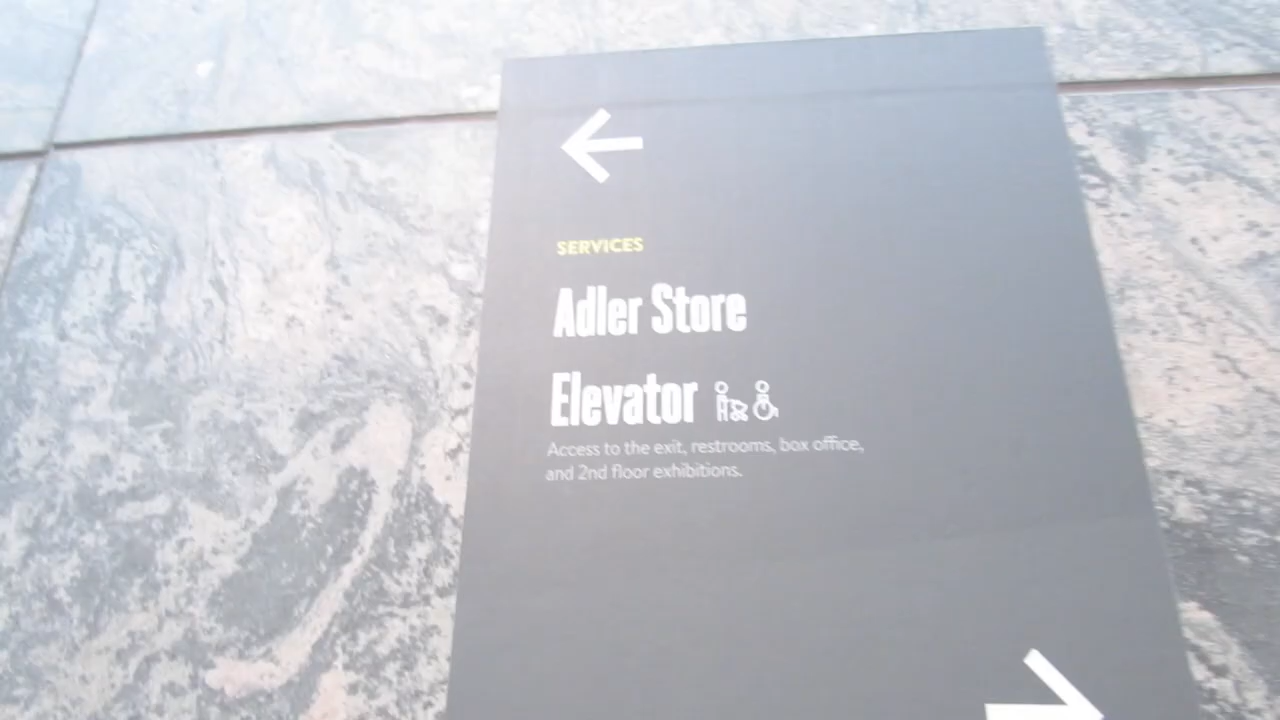 SERVICES
Adler Store
Elevator
Access to the exit, restrooms, box office,
and 2nd floor exhibitions.